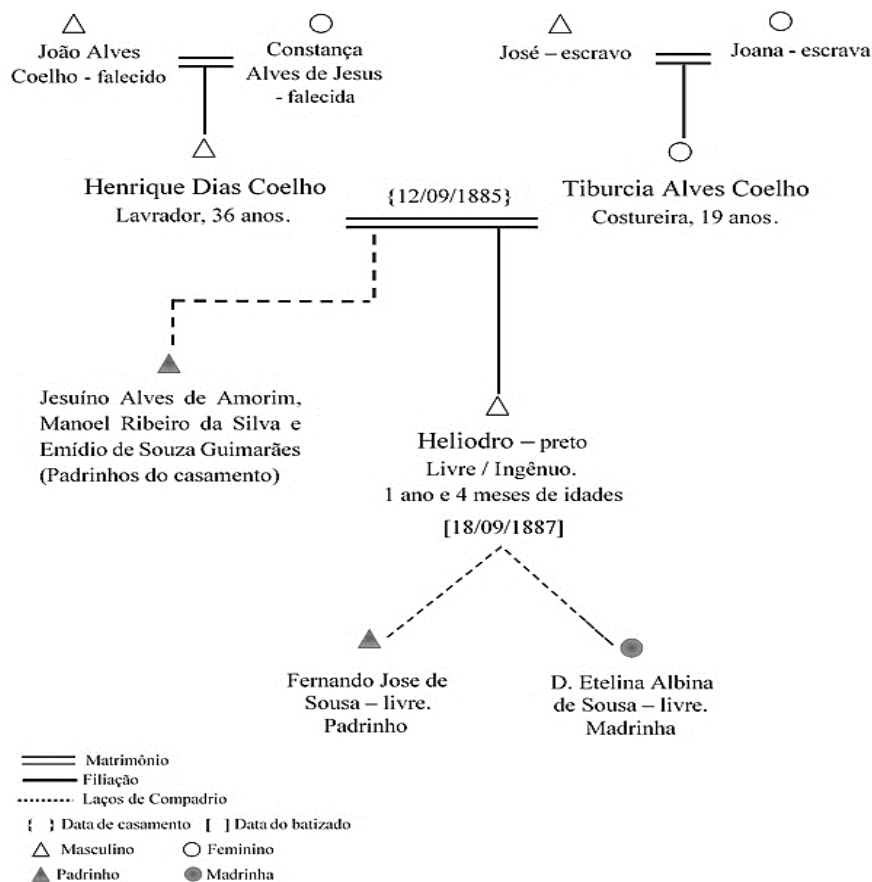 João Alves
Coelho - falecido
Constança
Alves de Jesus
- falecida
José – escravo
Joana - escrava
Henrique Dias Coelho
Lavrador, 36 anos.
{12/09/1885}
Tiburcia Alves Coelho
Costureira, 19 anos.
Jesuíno Alves de Amorim,
Manoel Ribeiro da Silva e
Emídio de Souza Guimarães
(Padrinhos do casamento)
Heliodro – preto
Livre / Ingênuo.
1 ano e 4 meses de idades
[18/09/1887]
Fernando Jose de
Sousa – livre.
Padrinho
D. Etelina Albina
de Sousa – livre.
Madrinha
Matrimônio
Filiação
Laços de Compadrio
{ } Data de casamento [ ] Data do batizado
Masculino Feminino
Padrinho Madrinha